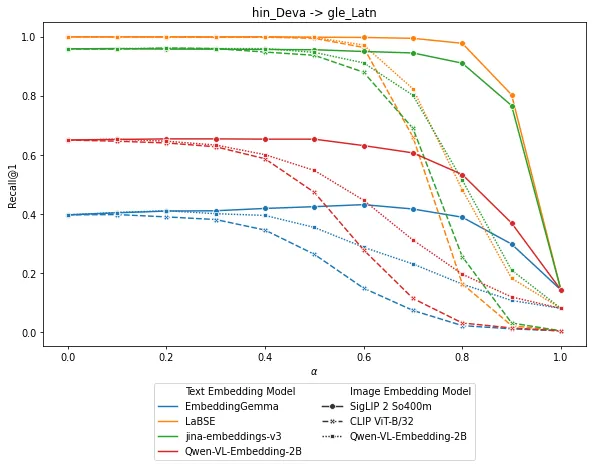 hin_Deva -> gle_Latn
Recall@1
1.0
0.8
0.6
0.4
0.2
0.0
0.0 0.2 0.4 0.6 0.8 1.0
α
Text Embedding Model
EmbeddingGemma
LaBSE
jina-embeddings-v3
Qwen-VL-Embedding-2B
Image Embedding Model
SigLIP 2 So400m
CLIP ViT-B/32
Qwen-VL-Embedding-2B